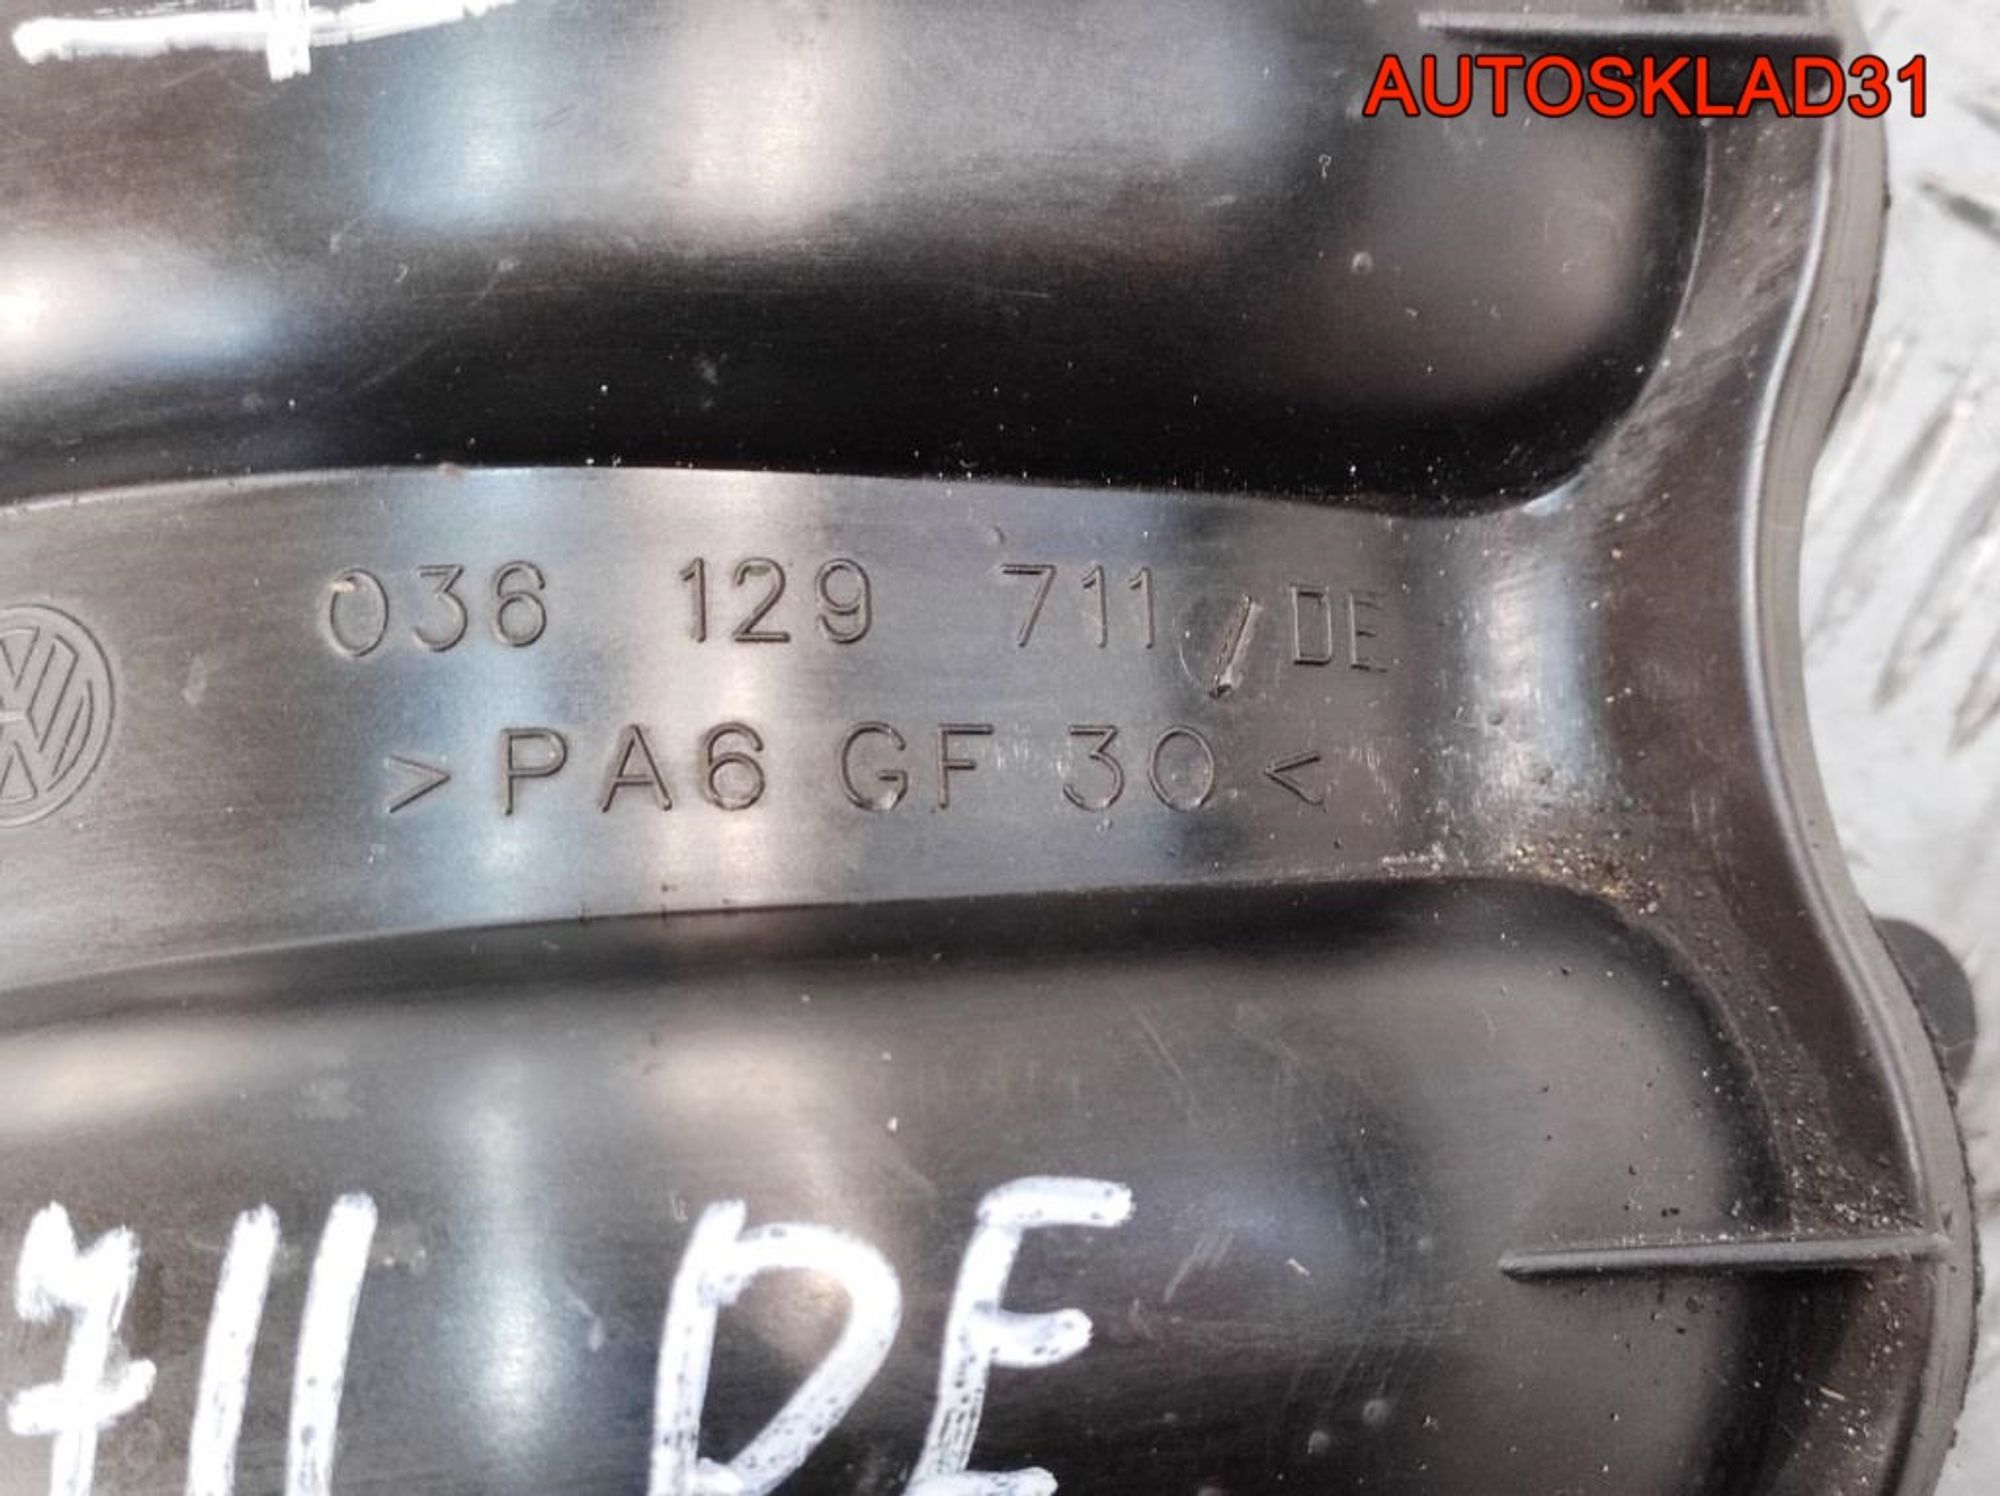 AUTOSKLAD31
036 129 711 / DE
>PA6 GF 30<
711 DE